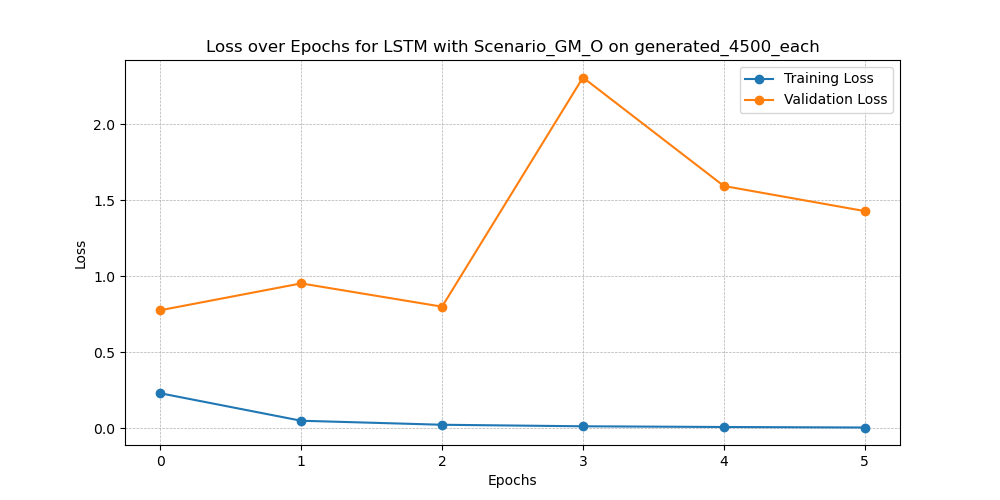 Loss over Epochs for LSTM with Scenario_GM_O on generated_4500_each
Training Loss
Validation Loss
2.0
1.5
1.0
0.5
0.0
Loss
0 1 2 3 4 5
Epochs